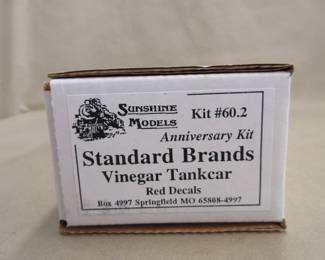 Sunshine Models Kit #60.2
Anniversary Kit
Standard Brands
Vinegar Tankcar
Red Decals
Box 4997 Springfield MO 65808-4997